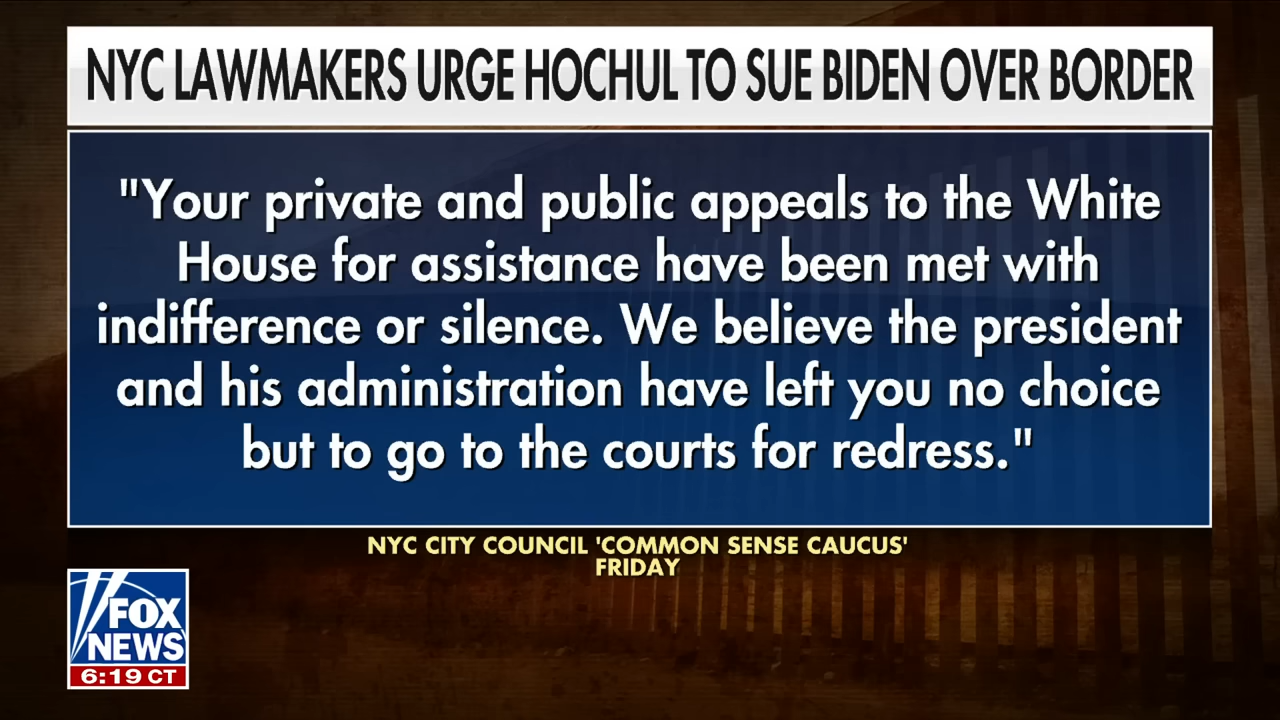 NYC LAWMAKERS URGE HOCHUL TO SUE BIDEN OVER BORDER
"Your private and public appeals to the White
House for assistance have been met with
indifference or silence. We believe the president
and his administration have left you no choice
but to go to the courts for redress."
NYC CITY COUNCIL 'COMMON SENSE CAUCUS'
FRIDAY
FOX
NEWS
6:19 CT